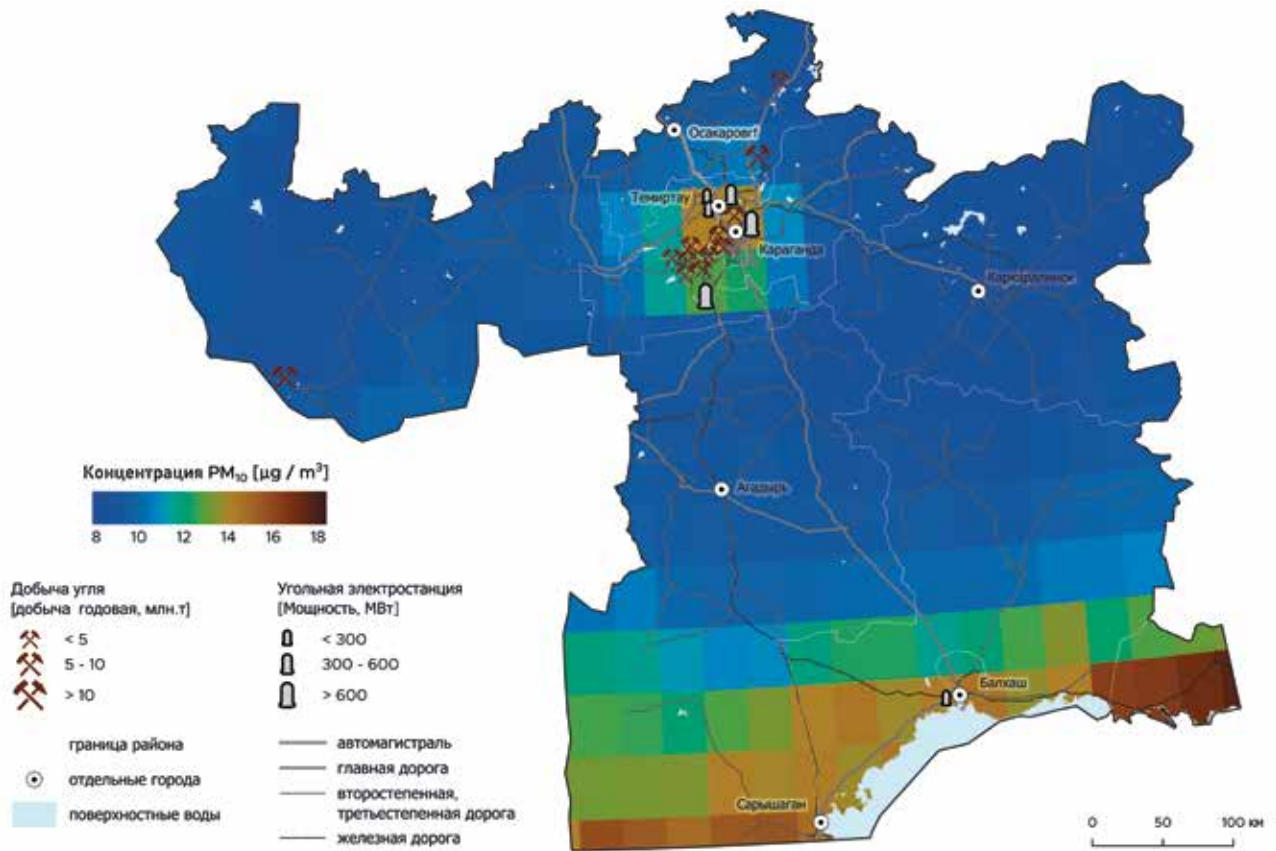 Осакаровгf
Темиртау
Караганда
Каркаралинск
Концентрация PM₁₀ [µg / m³]
8 10 12 14 16 18
Агадырь
Добыча угля
[добыча годовая, млн.т]
< 5
5 - 10
> 10
Угольная электростанция
[Мощность, МВт]
< 300
300 - 600
> 600
Балхаш
граница района
отдельные города
поверхностные воды
автомагистраль
главная дорога
второстепенная,
третьестепенная дорога
железная дорога
Сарышаган
0 50 100 км